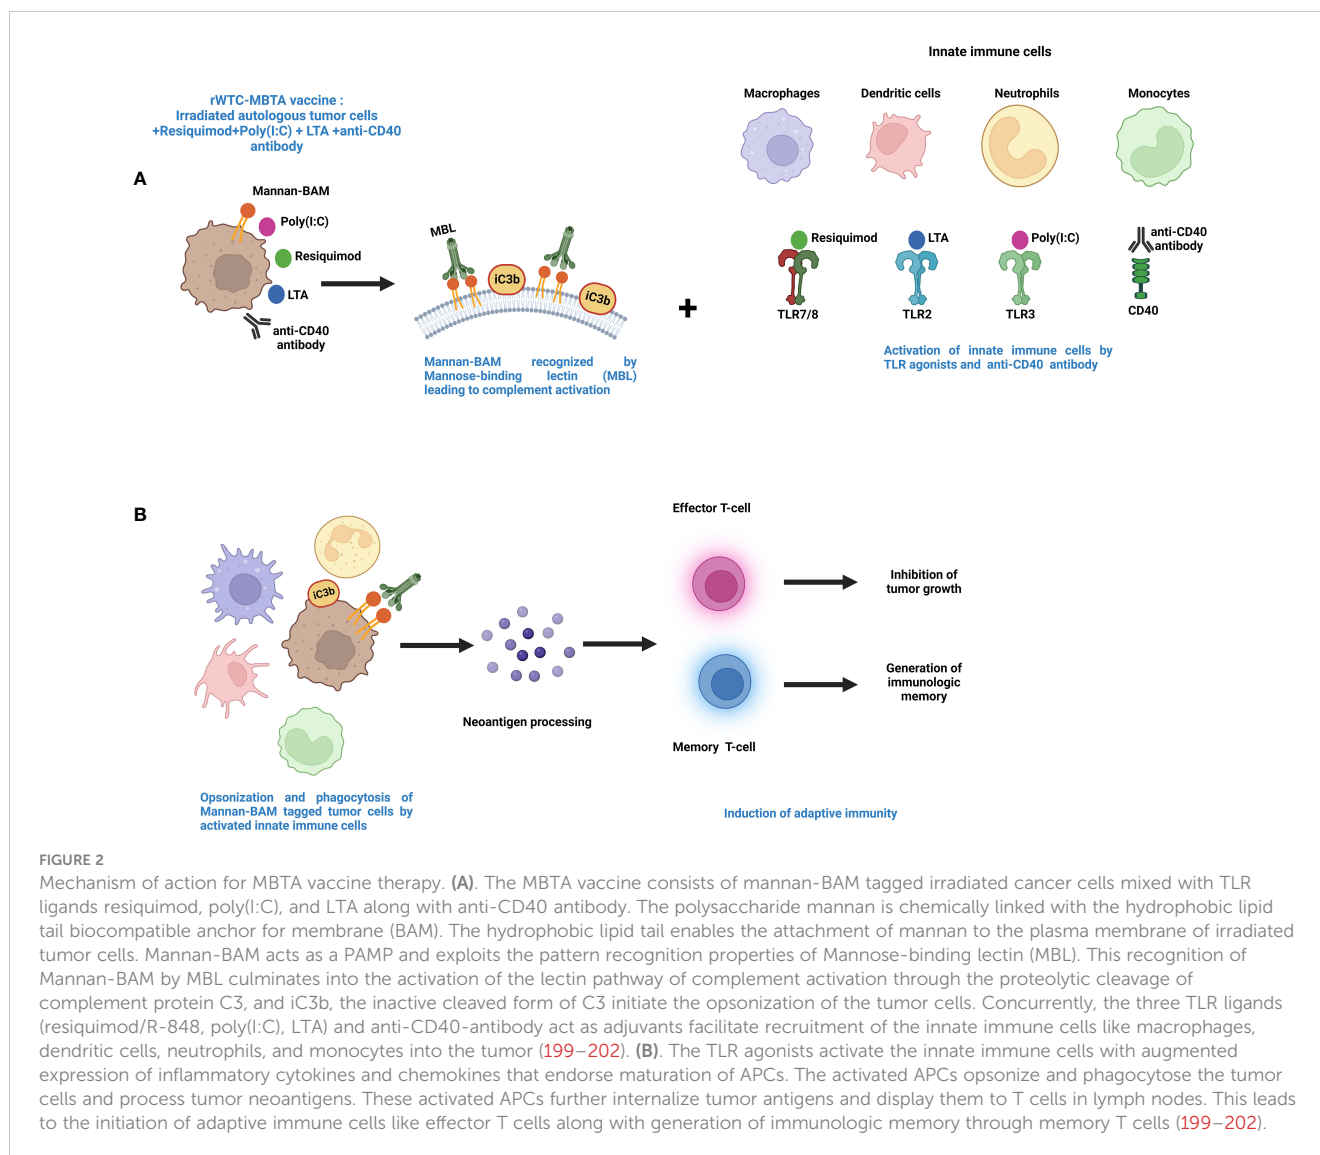 Innate immune cells
rWTC-MBTA vaccine :
Irradiated autologous tumor cells
+Resiquimod+Poly(I:C) + LTA +anti-CD40
antibody
Macrophages
Dendritic cells
Neutrophils
Monocytes
A
Mannan-BAM
Poly(I:C)
Resiquimod
LTA
anti-CD40
antibody
MBL
iC3b
iC3b
Mannan-BAM recognized by
Mannose-binding lectin (MBL)
leading to complement activation
+
Resiquimod
TLR7/8
LTA
TLR2
Poly(I:C)
TLR3
anti-CD40
antibody
CD40
Activation of innate immune cells by
TLR agonists and anti-CD40 antibody
B
iC3b
Opsonization and phagocytosis of
Mannan-BAM tagged tumor cells by
activated innate immune cells
Neoantigen processing
Effector T-cell
Memory T-cell
Inhibition of
tumor growth
Generation of
immunologic
memory
Induction of adaptive immunity
FIGURE 2
Mechanism of action for MBTA vaccine therapy. (A). The MBTA vaccine consists of mannan-BAM tagged irradiated cancer cells mixed with TLR
ligands resiquimod, poly(I:C), and LTA along with anti-CD40 antibody. The polysaccharide mannan is chemically linked with the hydrophobic lipid
tail biocompatible anchor for membrane (BAM). The hydrophobic lipid tail enables the attachment of mannan to the plasma membrane of irradiated
tumor cells. Mannan-BAM acts as a PAMP and exploits the pattern recognition properties of Mannose-binding lectin (MBL). This recognition of
Mannan-BAM by MBL culminates into the activation of the lectin pathway of complement activation through the proteolytic cleavage of
complement protein C3, and iC3b, the inactive cleaved form of C3 initiate the opsonization of the tumor cells. Concurrently, the three TLR ligands
(resiquimod/R-848, poly(I:C), LTA) and anti-CD40-antibody act as adjuvants facilitate recruitment of the innate immune cells like macrophages,
dendritic cells, neutrophils, and monocytes into the tumor (199–202). (B). The TLR agonists activate the innate immune cells with augmented
expression of inflammatory cytokines and chemokines that endorse maturation of APCs. The activated APCs opsonize and phagocytose the tumor
cells and process tumor neoantigens. These activated APCs further internalize tumor antigens and display them to T cells in lymph nodes. This leads
to the initiation of adaptive immune cells like effector T cells along with generation of immunologic memory through memory T cells (199–202).